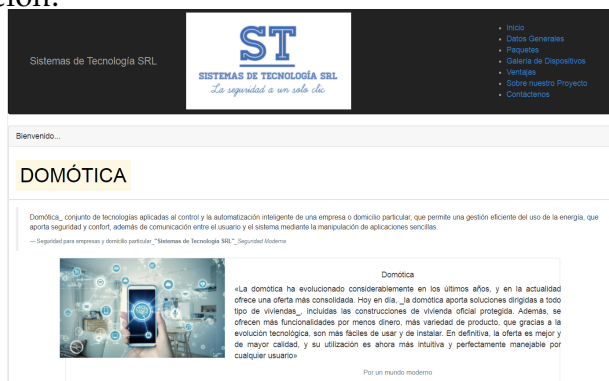 ción.
Sistemas de Tecnología SRL
ST
SISTEMAS DE TECNOLOGÍA SRL
La seguridad a un solo clic
Inicio
Datos Generales
Paquetes
Galeria de Dispositivos
Ventajas
Sobre nuestro Proyecto
Contáctenos
Bienvenido...
DOMÓTICA
Domótica_ conjunto de tecnologías aplicadas al control y la automatización inteligente de una empresa o domicilio particular, que permite una gestión eficiente del uso de la energía, que
aporta seguridad y confort, además de comunicación entre el usuario y el sistema mediante la manipulación de aplicaciones sencillas.
— Seguridad para empresas y domicilio particular_"Sistemas de Tecnología SRL"_Seguridad Moderna
Domótica
«La domótica ha evolucionado considerablemente en los últimos años, y en la actualidad
ofrece una oferta más consolidada. Hoy en día, _la domótica aporta soluciones dirigidas a todo
tipo de viviendas_, incluidas las construcciones de vivienda oficial protegida. Además, se
ofrecen más funcionalidades por menos dinero, más variedad de producto, que gracias a la
evolución tecnológica, son más fáciles de usar y de instalar. En definitiva, la oferta es mejor y
de mayor calidad, y su utilización es ahora más intuitiva y perfectamente manejable por
cualquier usuario»
Por un mundo moderno